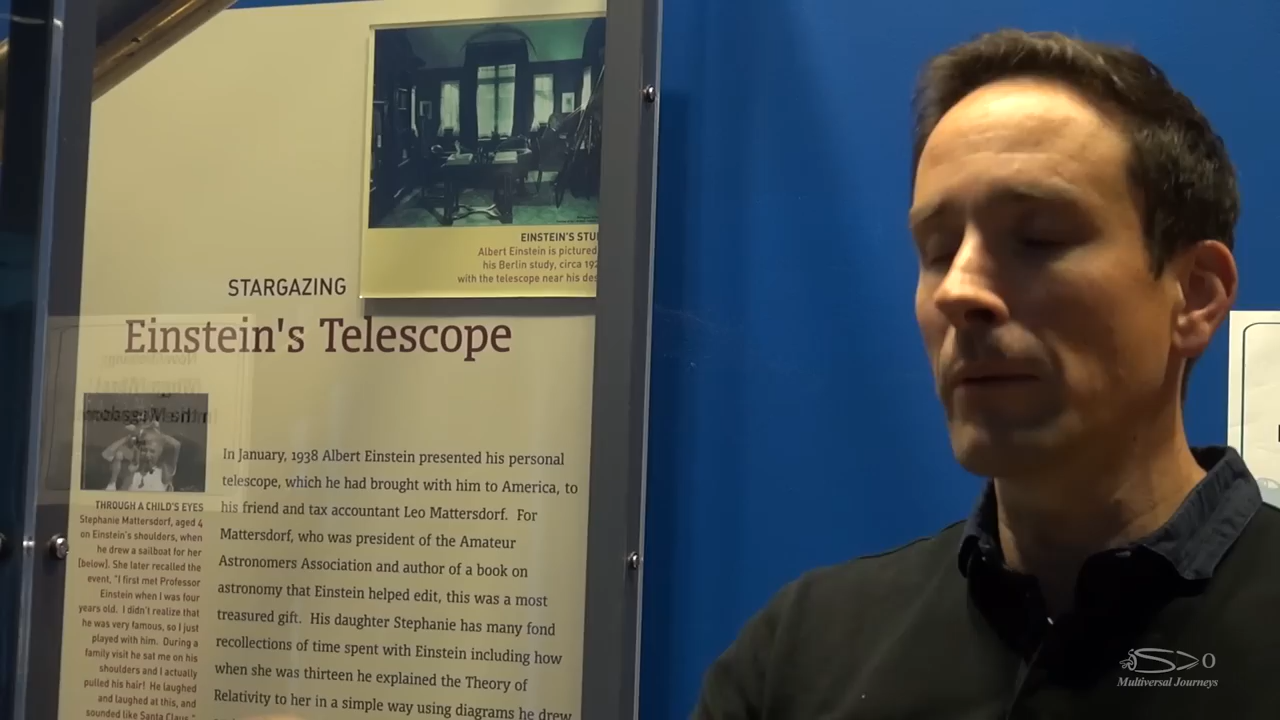 EINSTEIN'S STU
Albert Einstein is pictured
his Berlin study, circa 192
with the telescope near his des
STARGAZING
Einstein's Telescope
In January, 1938 Albert Einstein presented his personal
telescope, which he had brought with him to America, to
his friend and tax accountant Leo Mattersdorf. For
Mattersdorf, who was president of the Amateur
Astronomers Association and author of a book on
astronomy that Einstein helped edit, this was a most
treasured gift. His daughter Stephanie has many fond
recollections of time spent with Einstein including how
when she was thirteen he explained the Theory of
Relativity to her in a simple way using diagrams he drew
THROUGH A CHILD'S EYES
Stephanie Mattersdorf, aged 4
on Einstein's shoulders, when
he drew a sailboat for her
(below). She later recalled the
event, "I first met Professor
Einstein when I was four
years old. I didn't realize that
he was very famous, so I just
played with him. During a
family visit he sat me on his
shoulders and I actually
pulled his hair! He laughed
and laughed at this, and
sounded like Santa Claus."
Multiversal Journeys